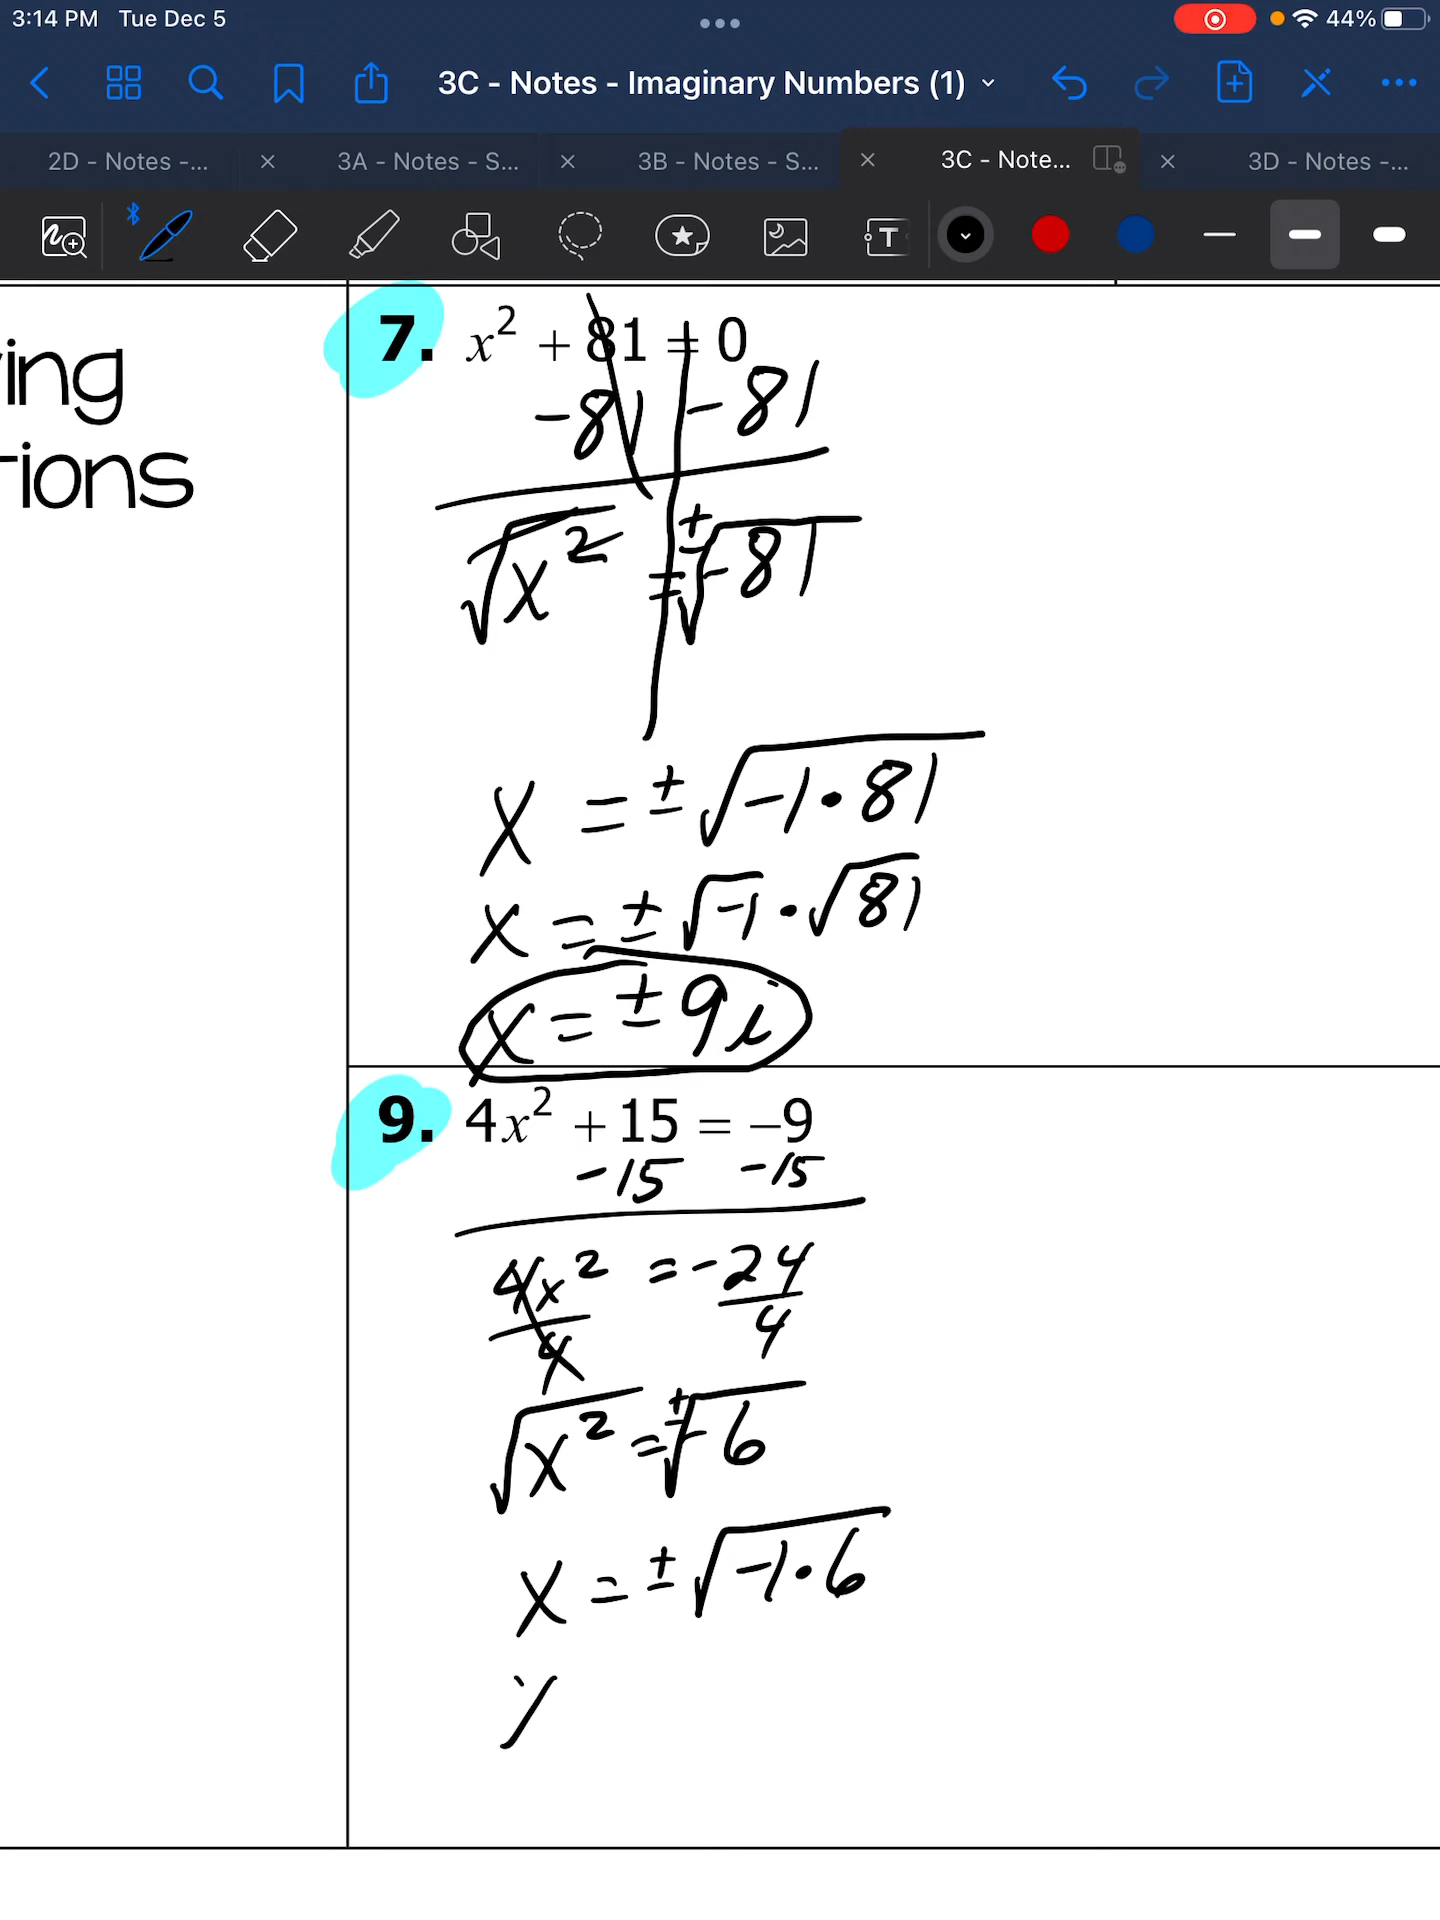 3:14 PM Tue Dec 5
44%
3C - Notes - Imaginary Numbers (1)
2D - Notes -...
3A - Notes - S...
3B - Notes - S...
3C - Note...
3D - Notes -...
T
ing
ions
7. x² + 81 = 0
-81 -81
√x² = ±√-81
x = ±√-1·81
x = ±√-1·√81
x = ±9i
9. 4x² + 15 = -9
-15 -15
4x² = -24
4 4
√x² = ±√-6
x = ±√-1·6